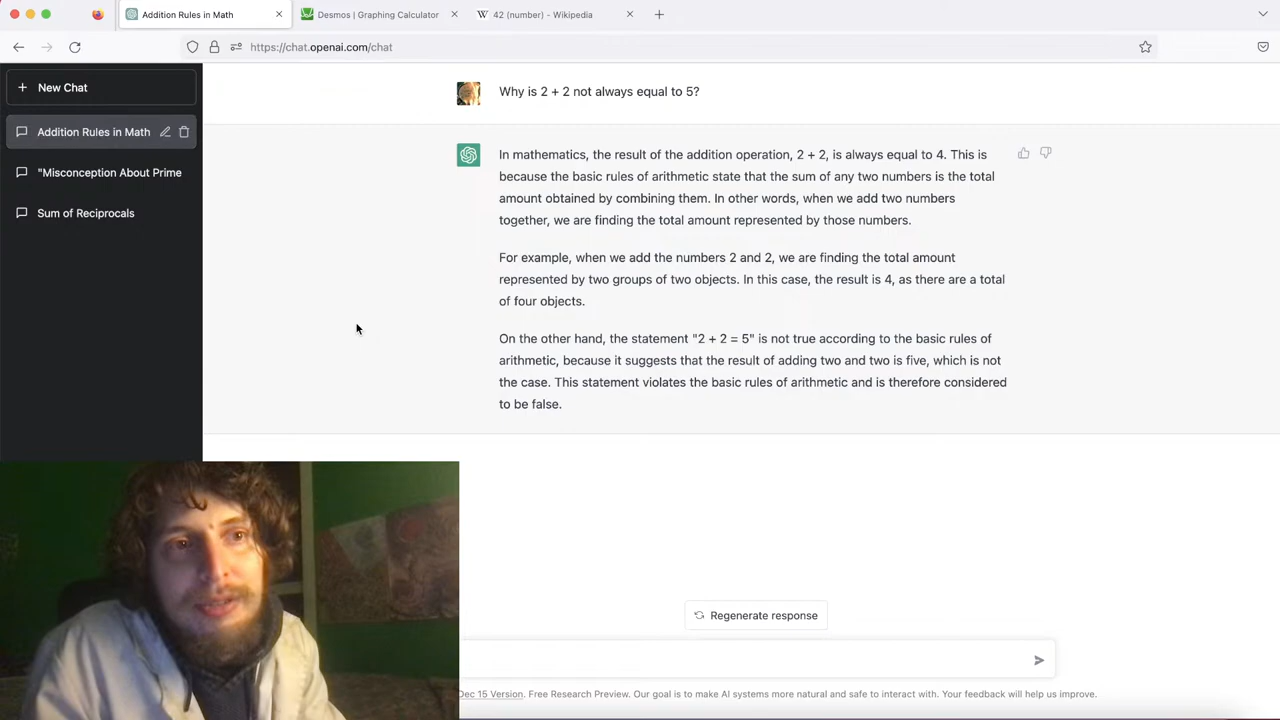 Addition Rules in Math
Desmos | Graphing Calculator
W 42 (number) - Wikipedia
https://chat.openai.com/chat
New Chat
Addition Rules in Math
"Misconception About Prime
Sum of Reciprocals
Why is 2 + 2 not always equal to 5?
In mathematics, the result of the addition operation, 2 + 2, is always equal to 4. This is
because the basic rules of arithmetic state that the sum of any two numbers is the total
amount obtained by combining them. In other words, when we add two numbers
together, we are finding the total amount represented by those numbers.
For example, when we add the numbers 2 and 2, we are finding the total amount
represented by two groups of two objects. In this case, the result is 4, as there are a total
of four objects.
On the other hand, the statement "2 + 2 = 5" is not true according to the basic rules of
arithmetic, because it suggests that the result of adding two and two is five, which is not
the case. This statement violates the basic rules of arithmetic and is therefore considered
to be false.
Regenerate response
Dec 15 Version. Free Research Preview. Our goal is to make AI systems more natural and safe to interact with. Your feedback will help us improve.